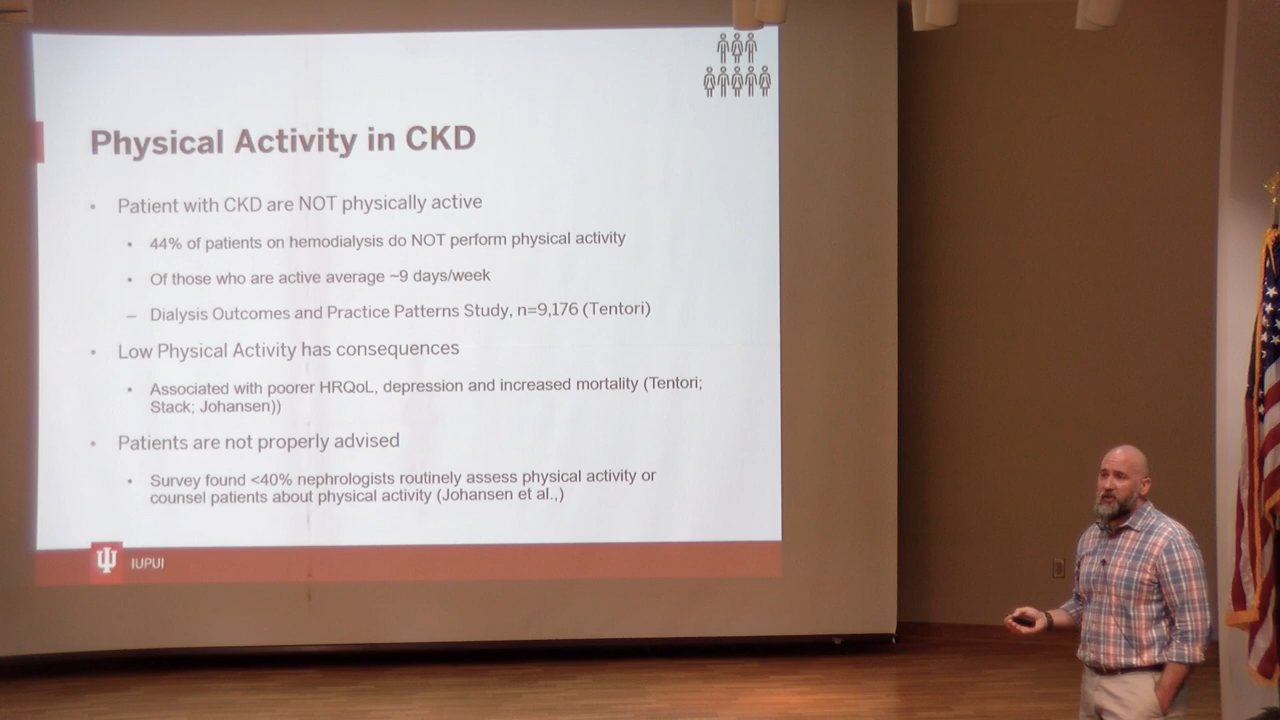 Physical Activity in CKD
• Patient with CKD are NOT physically active
• 44% of patients on hemodialysis do NOT perform physical activity
• Of those who are active average ~9 days/week
– Dialysis Outcomes and Practice Patterns Study, n=9,176 (Tentori)
• Low Physical Activity has consequences
• Associated with poorer HRQoL, depression and increased mortality (Tentori;
Stack; Johansen))
• Patients are not properly advised
• Survey found <40% nephrologists routinely assess physical activity or
counsel patients about physical activity (Johansen et al.,)
IUPUI